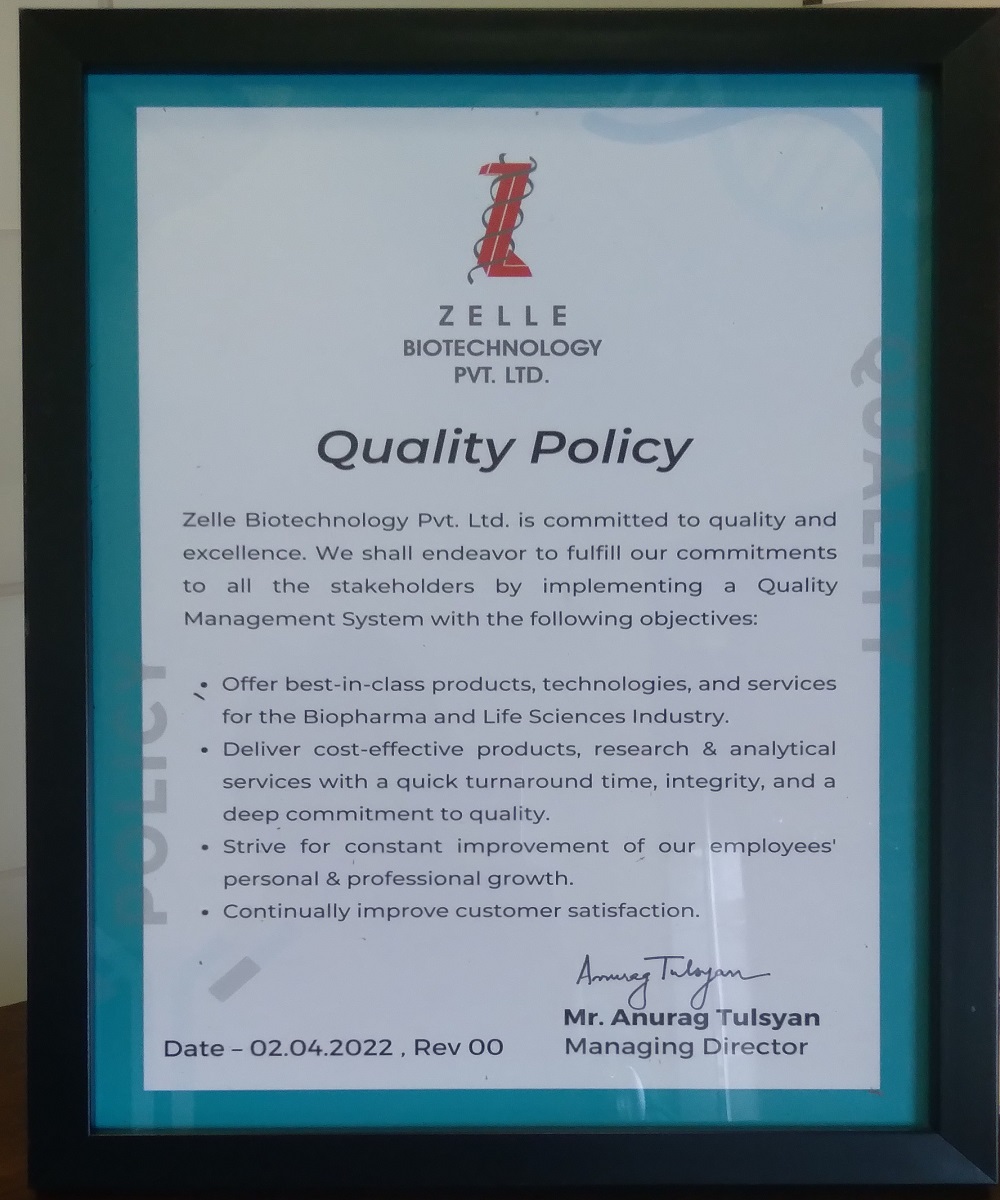 ZELLE
BIOTECHNOLOGY
PVT. LTD.
Quality Policy
Zelle Biotechnology Pvt. Ltd. is committed to quality and
excellence. We shall endeavor to fulfill our commitments
to all the stakeholders by implementing a Quality
Management System with the following objectives:
• Offer best-in-class products, technologies, and services
for the Biopharma and Life Sciences Industry.
• Deliver cost-effective products, research & analytical
services with a quick turnaround time, integrity, and a
deep commitment to quality.
• Strive for constant improvement of our employees'
personal & professional growth.
• Continually improve customer satisfaction.
Anurag Tulsyan
Mr. Anurag Tulsyan
Managing Director
Date – 02.04.2022 , Rev 00
QUALITY
POLICY